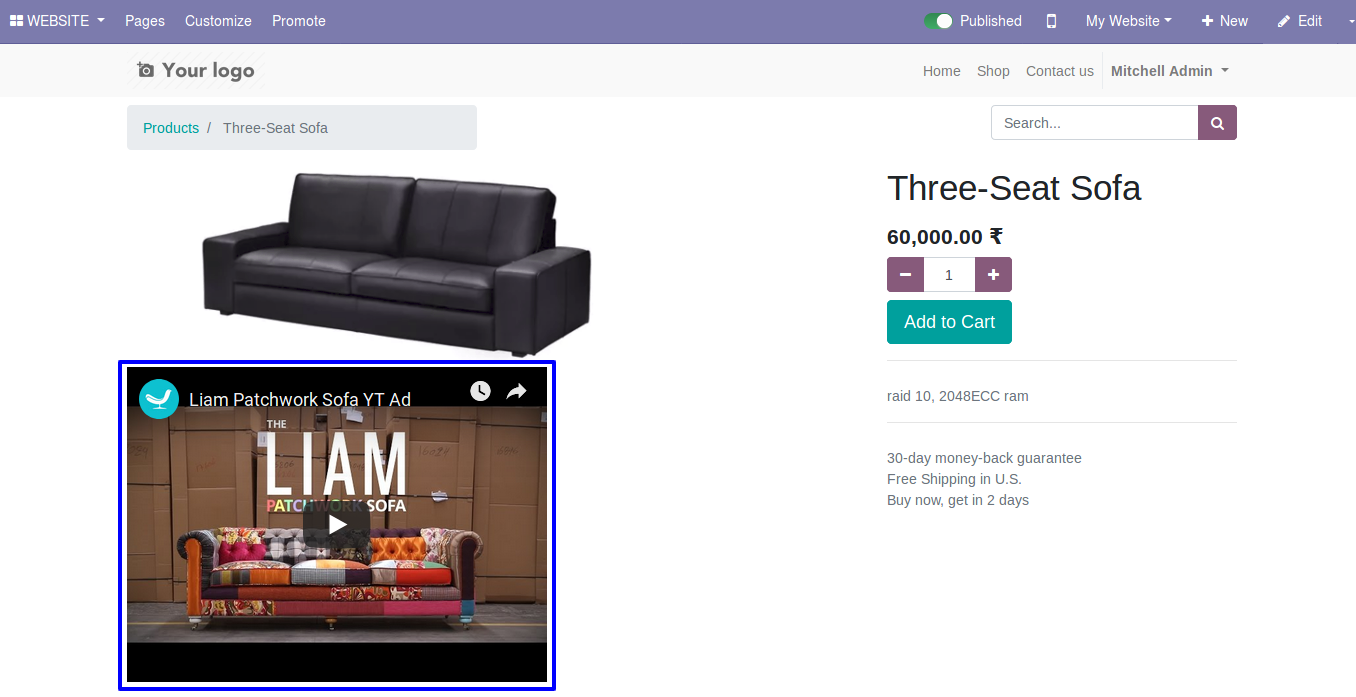 WEBSITE Pages Customize Promote Published My Website New Edit
Your logo Home Shop Contact us Mitchell Admin
Products / Three-Seat Sofa
Search...
Three-Seat Sofa
60,000.00 ₹
1
Add to Cart
raid 10, 2048ECC ram
30-day money-back guarantee
Free Shipping in U.S.
Buy now, get in 2 days
Liam Patchwork Sofa YT Ad
THE
LIAM
PATCHWORK SOFA